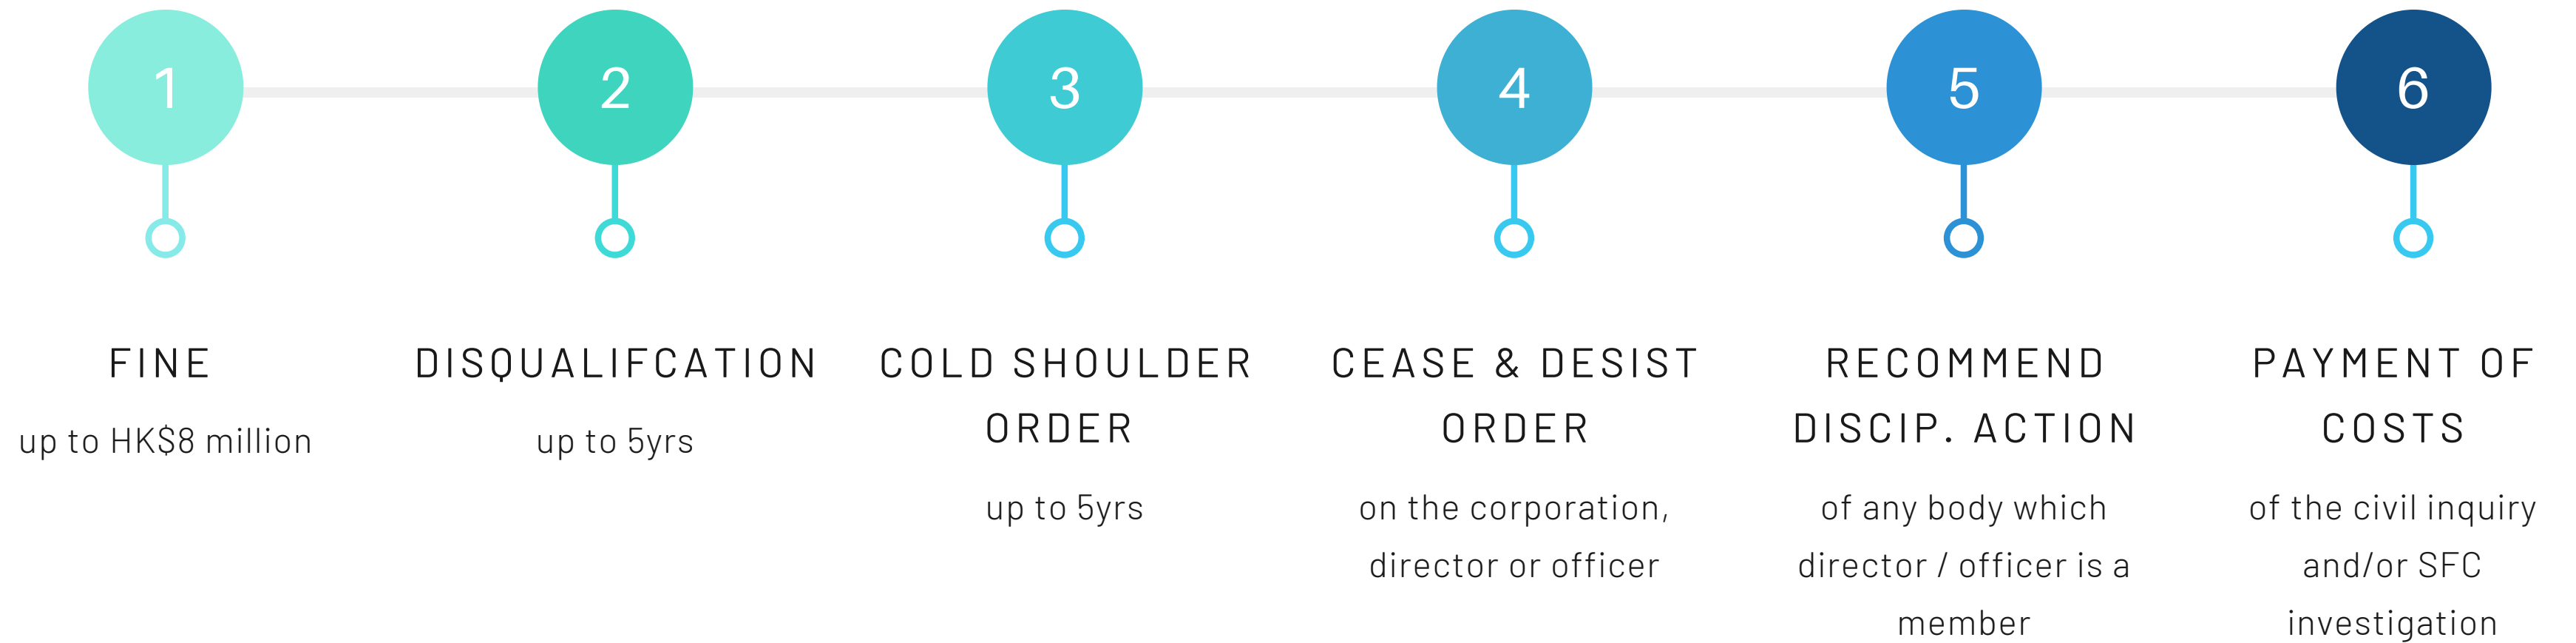 1
2
3
4
5
6
FINE
up to HK$8 million
DISQUALIFCATION
up to 5yrs
COLD SHOULDER
ORDER
up to 5yrs
CEASE & DESIST
ORDER
on the corporation,
director or officer
RECOMMEND
DISCIP. ACTION
of any body which
director / officer is a
member
PAYMENT OF
COSTS
of the civil inquiry
and/or SFC
investigation